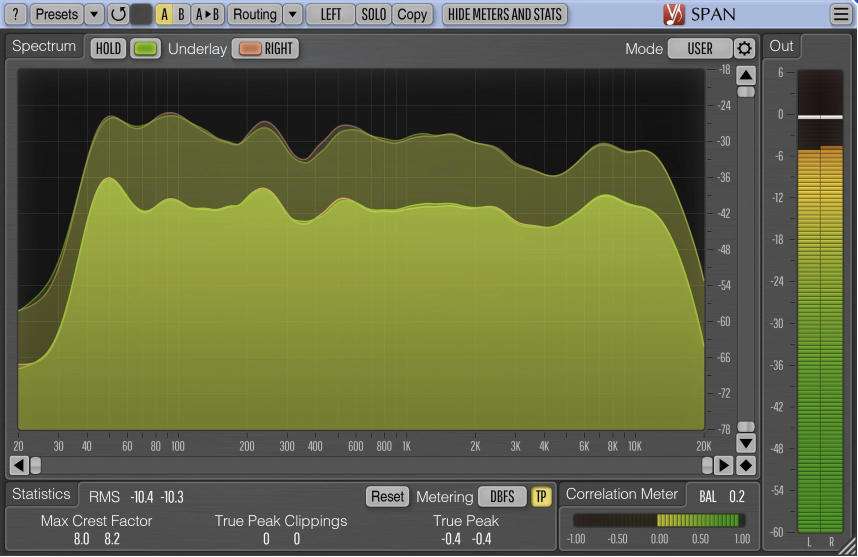 ? Presets A B A▸B Routing LEFT SOLO Copy HIDE METERS AND STATS SPAN
Spectrum HOLD Underlay RIGHT Mode USER Out
-18
-24
-30
-36
-42
-48
-54
-60
-66
-72
-78
20 30 40 60 80 100 200 300 400 600 800 1K 2K 3K 4K 6K 8K 10K 20K
6
0
-6
-12
-18
-24
-30
-36
-42
-48
-54
-60
L R
Statistics RMS -10.4 -10.3 Reset Metering DBFS TP
Max Crest Factor True Peak Clippings True Peak
8.0 8.2 0 0 -0.4 -0.4
Correlation Meter BAL 0.2
-1.00 -0.50 0.00 0.50 1.00